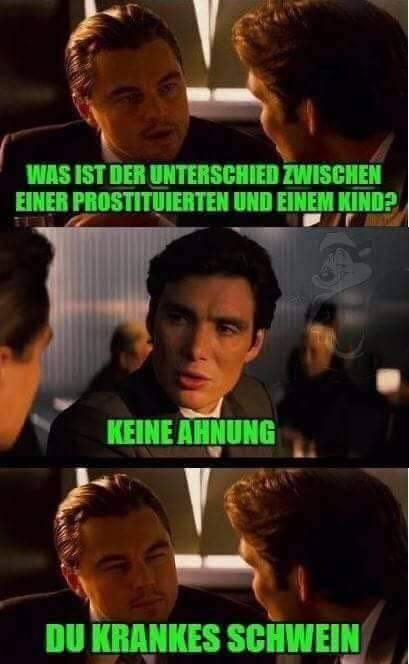 WAS IST DER UNTERSCHIED ZWISCHEN
EINER PROSTITUIERTEN UND EINEM KIND?
KEINE AHNUNG
DU KRANKES SCHWEIN